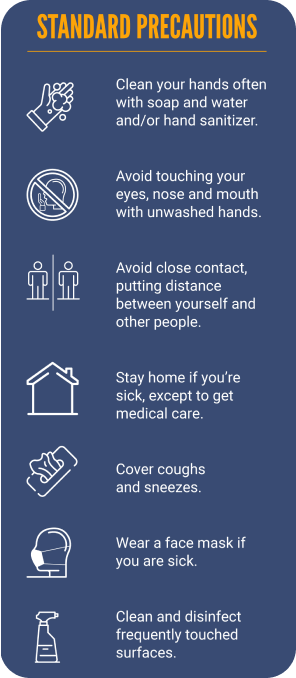 STANDARD PRECAUTIONS
Clean your hands often
with soap and water
and/or hand sanitizer.
Avoid touching your
eyes, nose and mouth
with unwashed hands.
Avoid close contact,
putting distance
between yourself and
other people.
Stay home if you’re
sick, except to get
medical care.
Cover coughs
and sneezes.
Wear a face mask if
you are sick.
Clean and disinfect
frequently touched
surfaces.